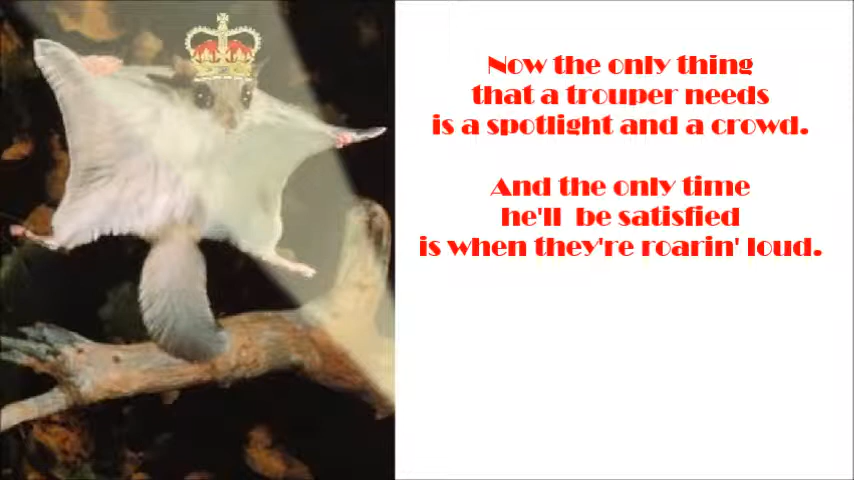 Now the only thing
that a trouper needs
is a spotlight and a crowd.
And the only time
he'll be satisfied
is when they're roarin' loud.